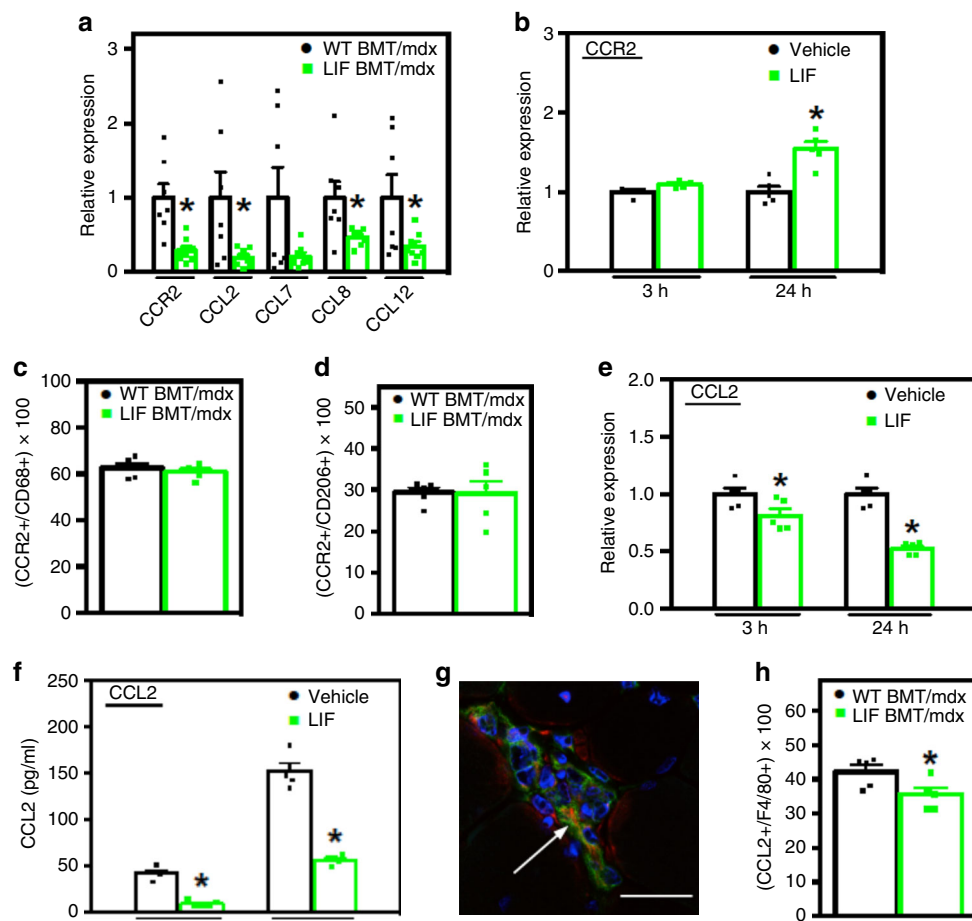 a
WT BMT/mdx
LIF BMT/mdx
Relative expression
3
2
1
0
*
*
*
*
CCR2
CCL2
CCL7
CCL8
CCL12
b
CCR2
Vehicle
LIF
Relative expression
3
2
1
0
*
3 h
24 h
c
WT BMT/mdx
LIF BMT/mdx
(CCR2+/CD68+) × 100
100
80
60
40
20
0
d
WT BMT/mdx
LIF BMT/mdx
(CCR2+/CD206+) × 100
50
40
30
20
10
0
e
CCL2
Vehicle
LIF
Relative expression
2.0
1.5
1.0
0.5
0.0
*
*
3 h
24 h
f
CCL2
Vehicle
LIF
CCL2 (pg/ml)
250
200
150
100
50
0
*
*
g
h
WT BMT/mdx
LIF BMT/mdx
(CCL2+/F4/80+) × 100
60
40
30
20
100
0
*